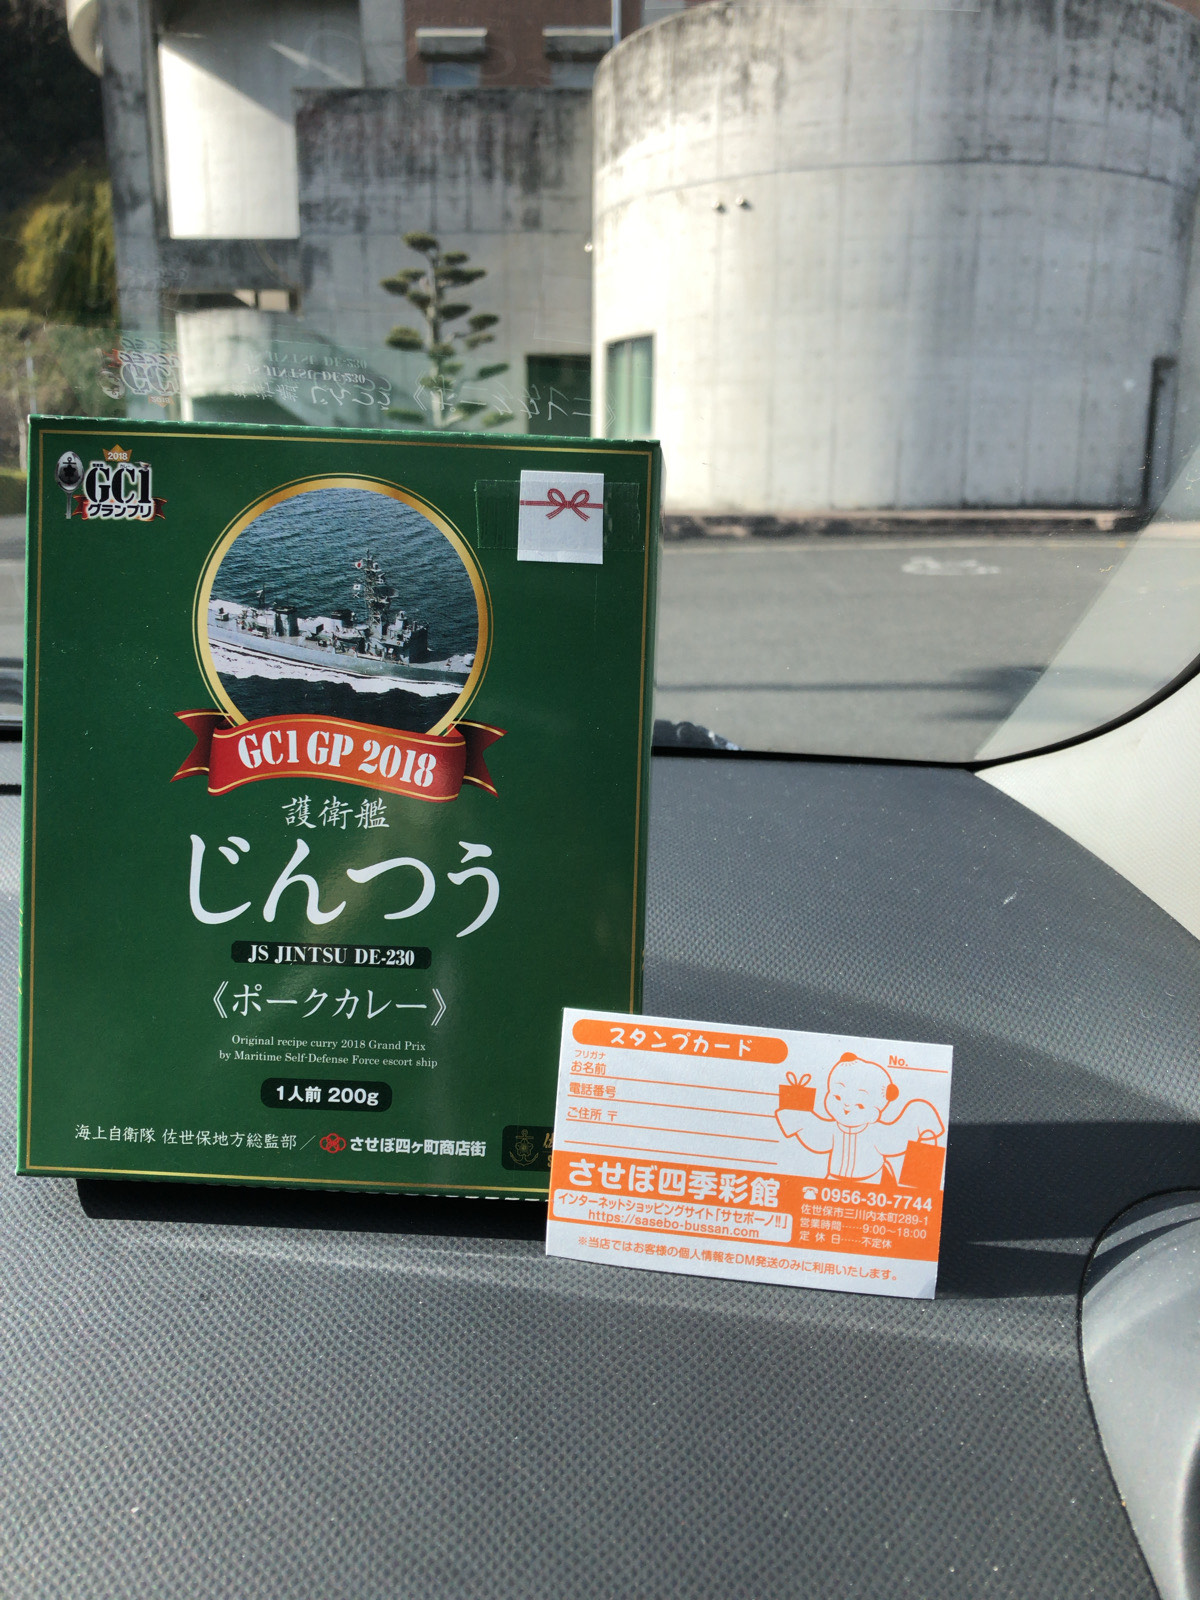 2018
GC1
グランプリ
GC1 GP 2018
護衛艦
じんつう
JS JINTSU DE-230
《ポークカレー》
Original recipe curry 2018 Grand Prix
by Maritime Self-Defense Force escort ship
1人前 200g
海上自衛隊 佐世保地方総監部／させぼ四ヶ町商店街
スタンプカード
No.
フリガナ
お名前
電話番号
ご住所 〒
させぼ四季彩館
インターネットショッピングサイト「サセボーノ!!」
https://sasebo-bussan.com
☎0956-30-7744
佐世保市三川内本町289-1
営業時間……9:00～18:00
定休日……不定休
※当店ではお客様の個人情報をDM発送のみに利用いたします。